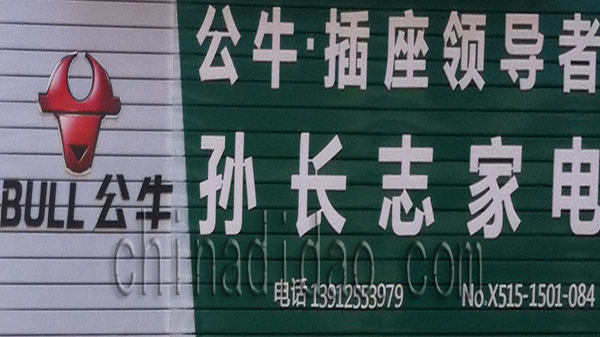 公牛·插座领导者
孙长志家电
BULL 公牛
chinadidao com
电话 13912553979 No.X515-1501-084